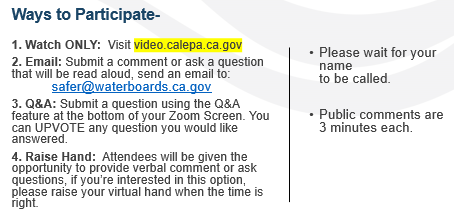 Ways to Participate-
1. Watch ONLY: Visit video.calepa.ca.gov
2. Email: Submit a comment or ask a question
that will be read aloud, send an email to:
safer@waterboards.ca.gov
3. Q&A: Submit a question using the Q&A
feature at the bottom of your Zoom Screen. You
can UPVOTE any question you would like
answered.
4. Raise Hand: Attendees will be given the
opportunity to provide verbal comment or ask
questions, if you're interested in this option,
please raise your virtual hand when the time is
right.
• Please wait for your
name
to be called.
• Public comments are
3 minutes each.